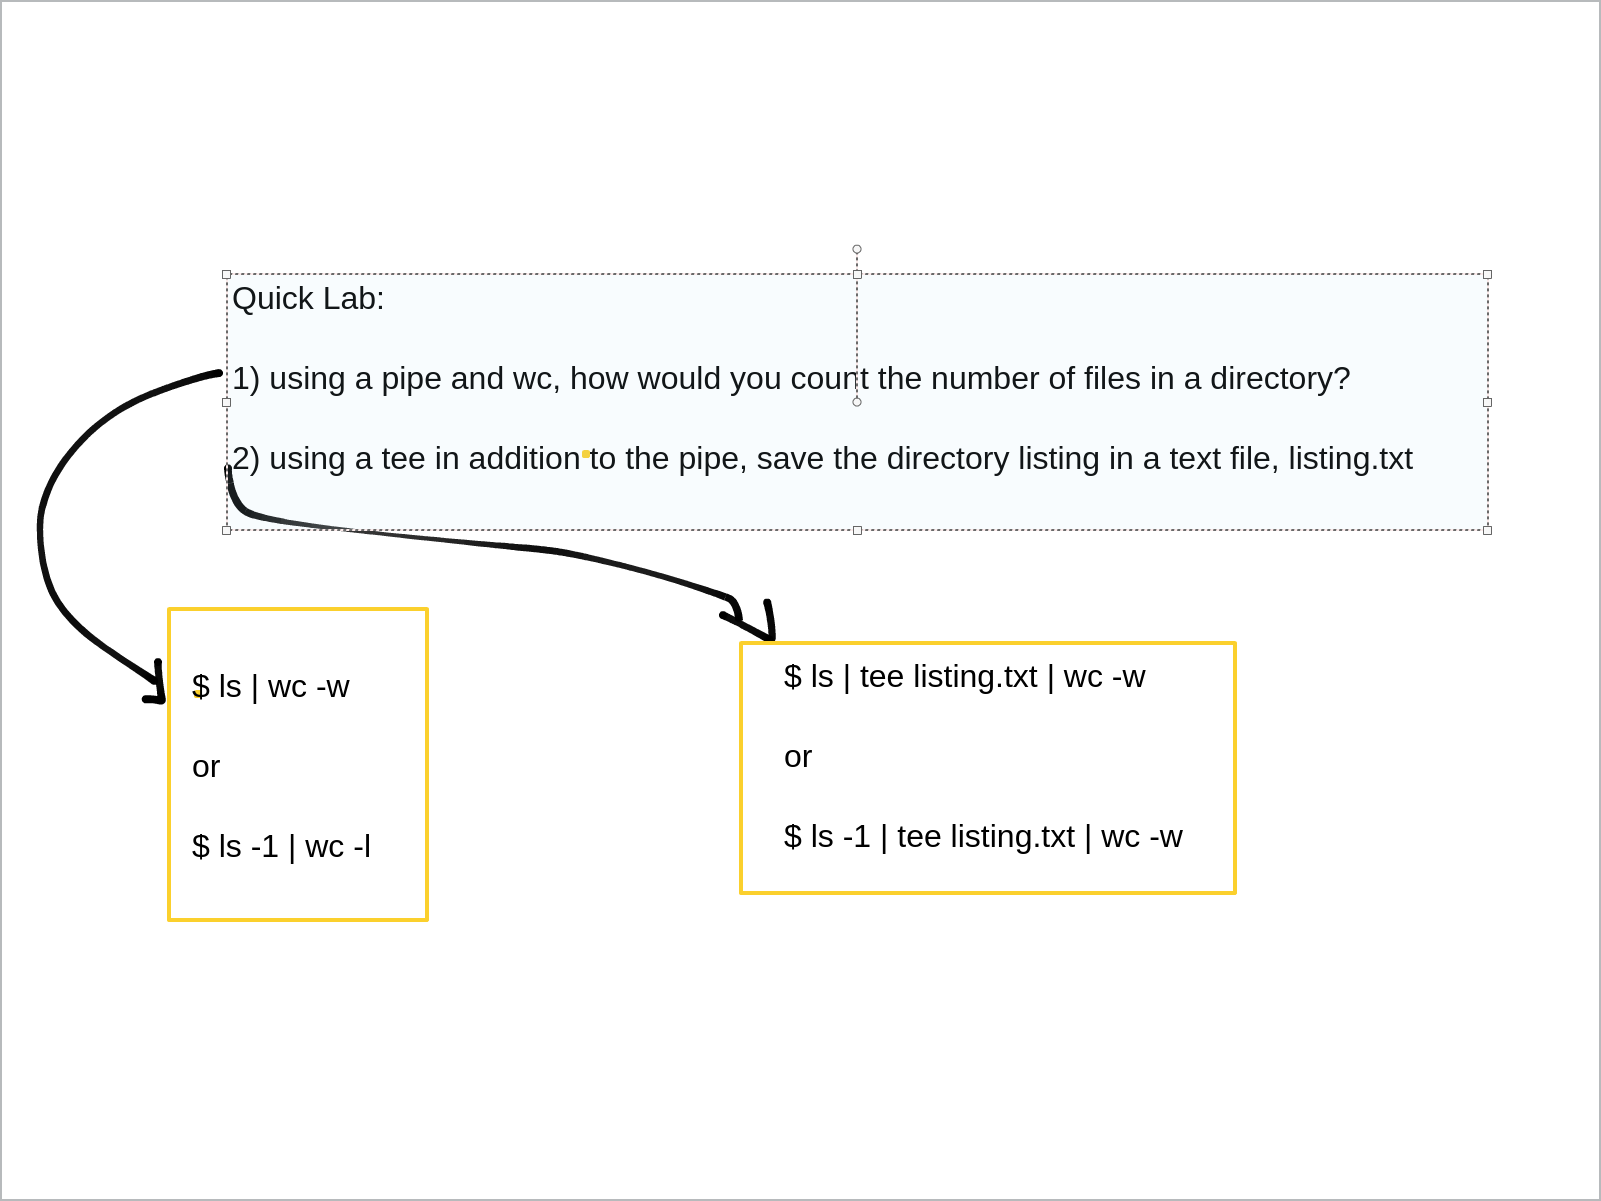 Quick Lab:
1) using a pipe and wc, how would you count the number of files in a directory?
2) using a tee in addition to the pipe, save the directory listing in a text file, listing.txt
$ ls | wc -w
or
$ ls -1 | wc -l
$ ls | tee listing.txt | wc -w
or
$ ls -1 | tee listing.txt | wc -w